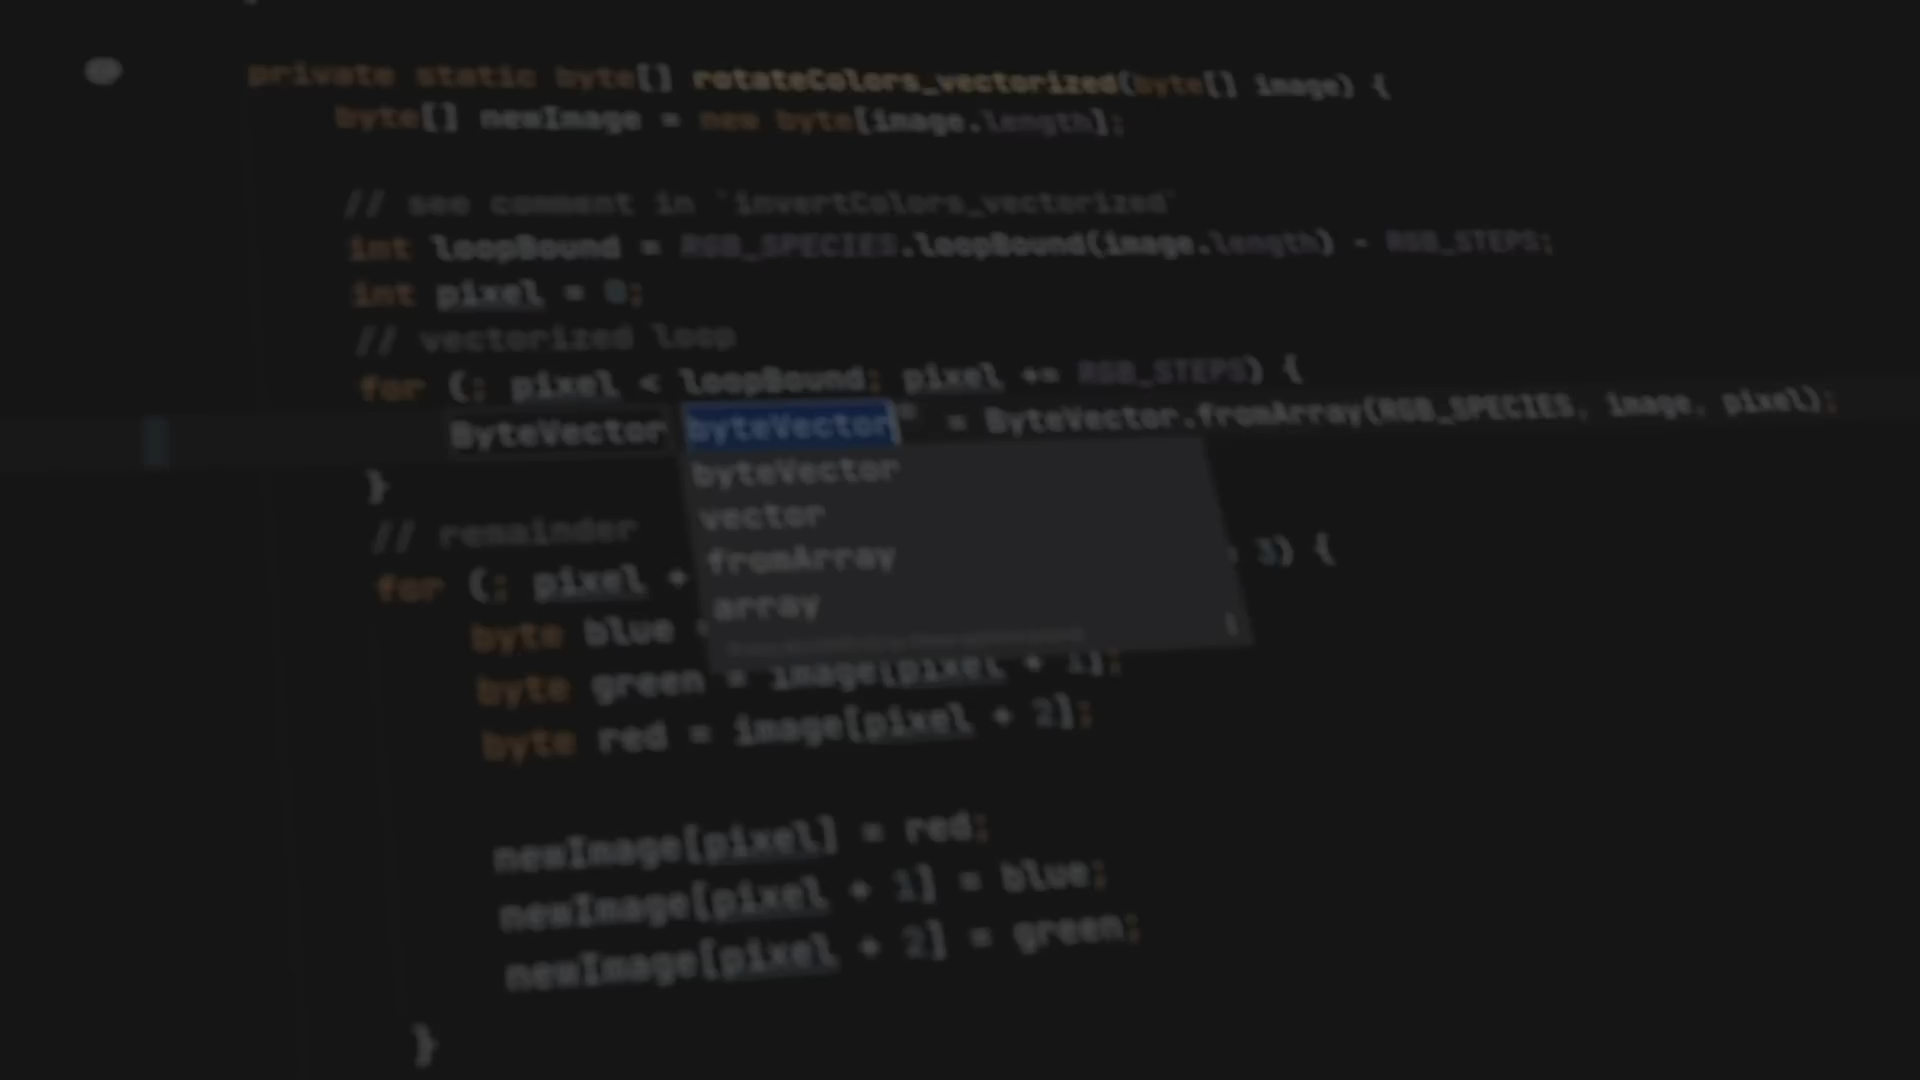 private static byte[] rotateColors_vectorized(byte[] image) {
byte[] newImage = new byte[image.length];
// see comment in `invertColors_vectorized`
int loopBound = RGB_SPECIES.loopBound(image.length) - RGB_STEPS;
int pixel = 0;
// vectorized loop
for (; pixel < loopBound; pixel += RGB_STEPS) {
ByteVector byteVector = ByteVector.fromArray(RGB_SPECIES, image, pixel);
byteVector
}
vector
// remainder
fromArray
for (; pixel + 3) {
array
byte blue
byte green = image[pixel + 1];
byte red = image[pixel + 2];
newImage[pixel] = red;
newImage[pixel + 1] = blue;
newImage[pixel + 2] = green;
}